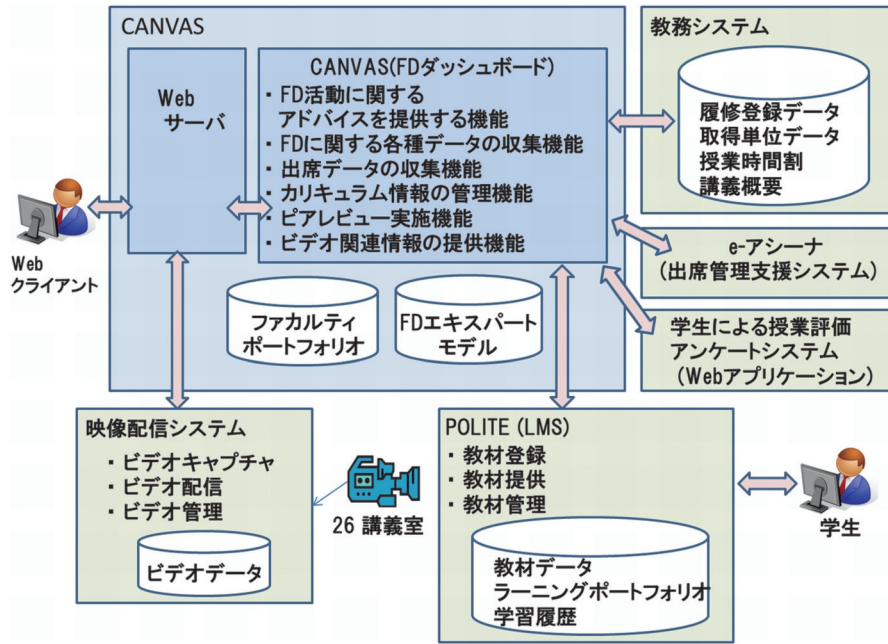 CANVAS
Web
サーバ
CANVAS(FDダッシュボード)
・FD活動に関する
アドバイスを提供する機能
・FDに関する各種データの収集機能
・出席データの収集機能
・カリキュラム情報の管理機能
・ピアレビュー実施機能
・ビデオ関連情報の提供機能
ファカルティ
ポートフォリオ
FDエキスパート
モデル
Web
クライアント
教務システム
履修登録データ
取得単位データ
授業時間割
講義概要
e-アシーナ
(出席管理支援システム)
学生による授業評価
アンケートシステム
(Webアプリケーション)
映像配信システム
・ビデオキャプチャ
・ビデオ配信
・ビデオ管理
ビデオデータ
26 講義室
POLITE (LMS)
・教材登録
・教材提供
・教材管理
教材データ
ラーニングポートフォリオ
学習履歴
学生